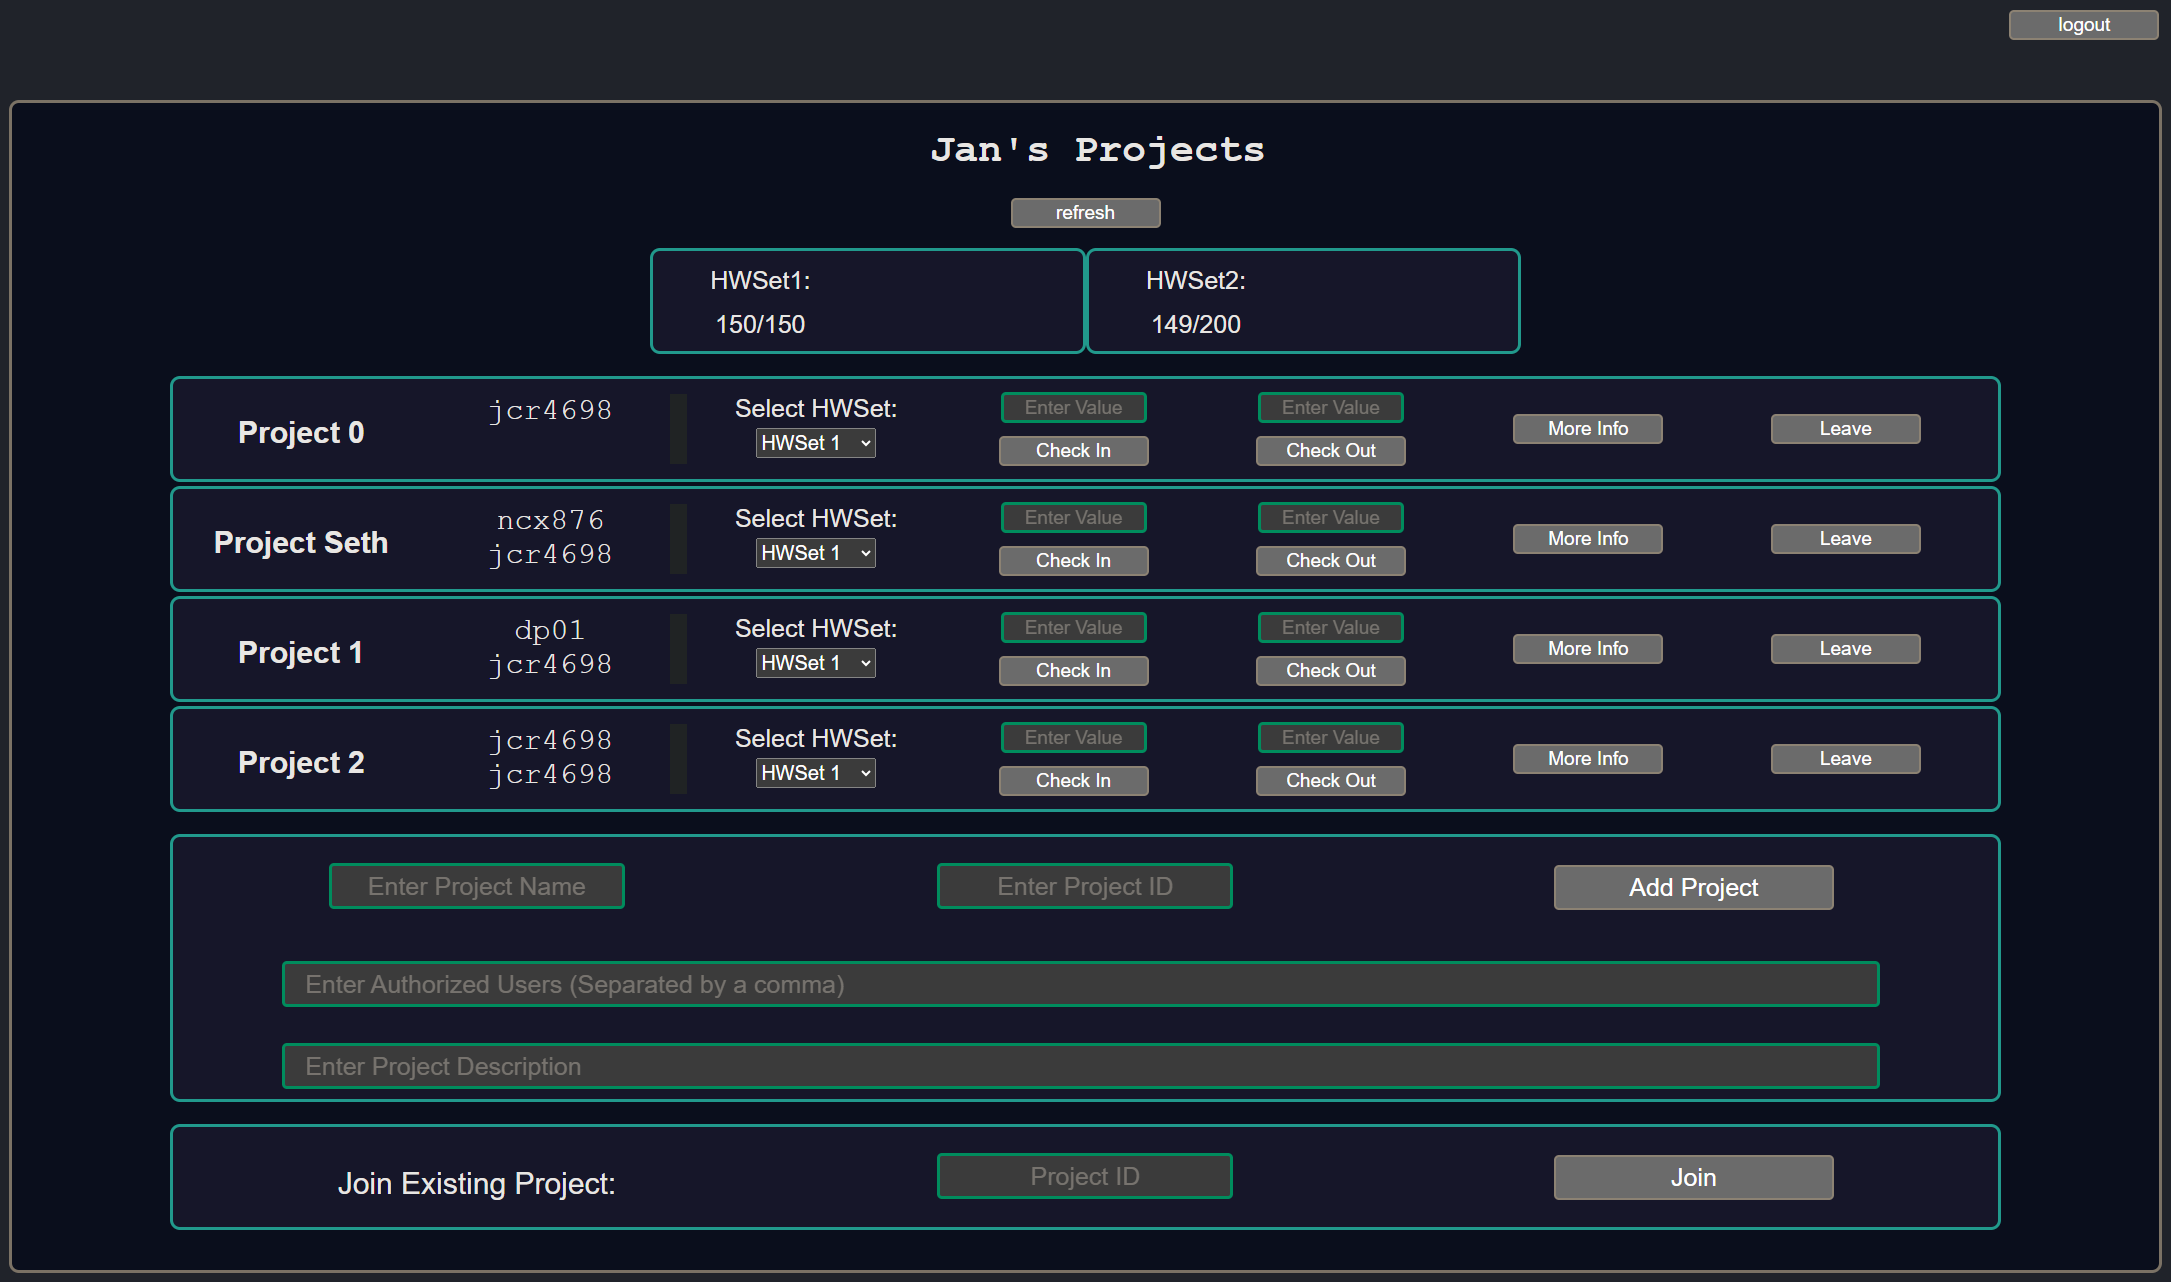 logout
Jan's Projects
refresh
HWSet1:
150/150
HWSet2:
149/200
Project 0
jcr4698
Select HWSet:
HWSet 1
Enter Value
Check In
Enter Value
Check Out
More Info
Leave
Project Seth
ncx876
jcr4698
Select HWSet:
HWSet 1
Enter Value
Check In
Enter Value
Check Out
More Info
Leave
Project 1
dp01
jcr4698
Select HWSet:
HWSet 1
Enter Value
Check In
Enter Value
Check Out
More Info
Leave
Project 2
jcr4698
jcr4698
Select HWSet:
HWSet 1
Enter Value
Check In
Enter Value
Check Out
More Info
Leave
Enter Project Name
Enter Project ID
Add Project
Enter Authorized Users (Separated by a comma)
Enter Project Description
Join Existing Project:
Project ID
Join